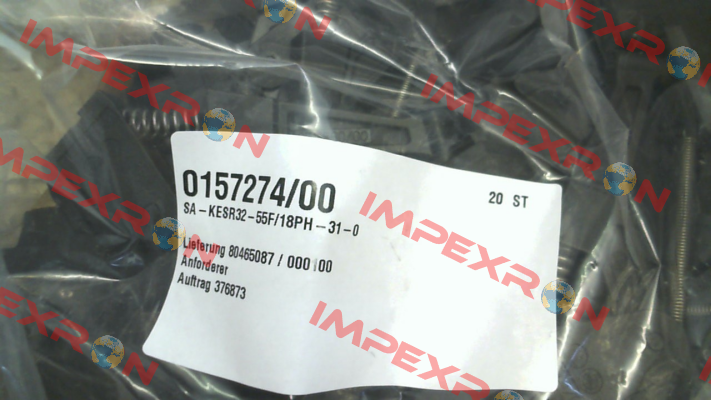 0157274/00
20 ST
SA-KESR32-55F/18PH-31-0
Lieferung 80465087 / 000100
Anforderer
Auftrag 376873
IMPEXRON
IMPEXRON
IMPEXRON
IMPEXRON
IMPEXRON
IMPEXRON